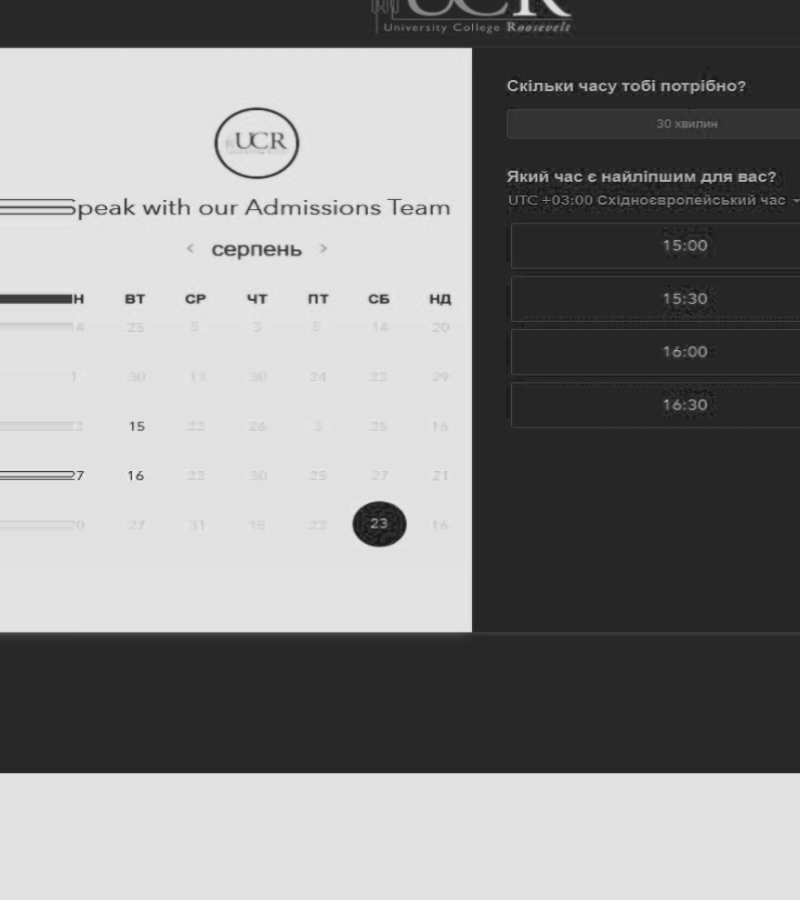 UCR
University College Roosevelt
UCR
Speak with our Admissions Team
< серпень >
Н ВТ СР ЧТ ПТ СБ НД
4 25 5 3 5 14 20
1 30 13 30 24 23 29
3 15 22 26 3 25 16
27 16 22 30 25 27 21
0 27 31 18 23 23 16
Скільки часу тобі потрібно?
30 хвилин
Який час є найліпшим для вас?
UTC +03:00 Східноєвропейський час
15:00
15:30
16:00
16:30